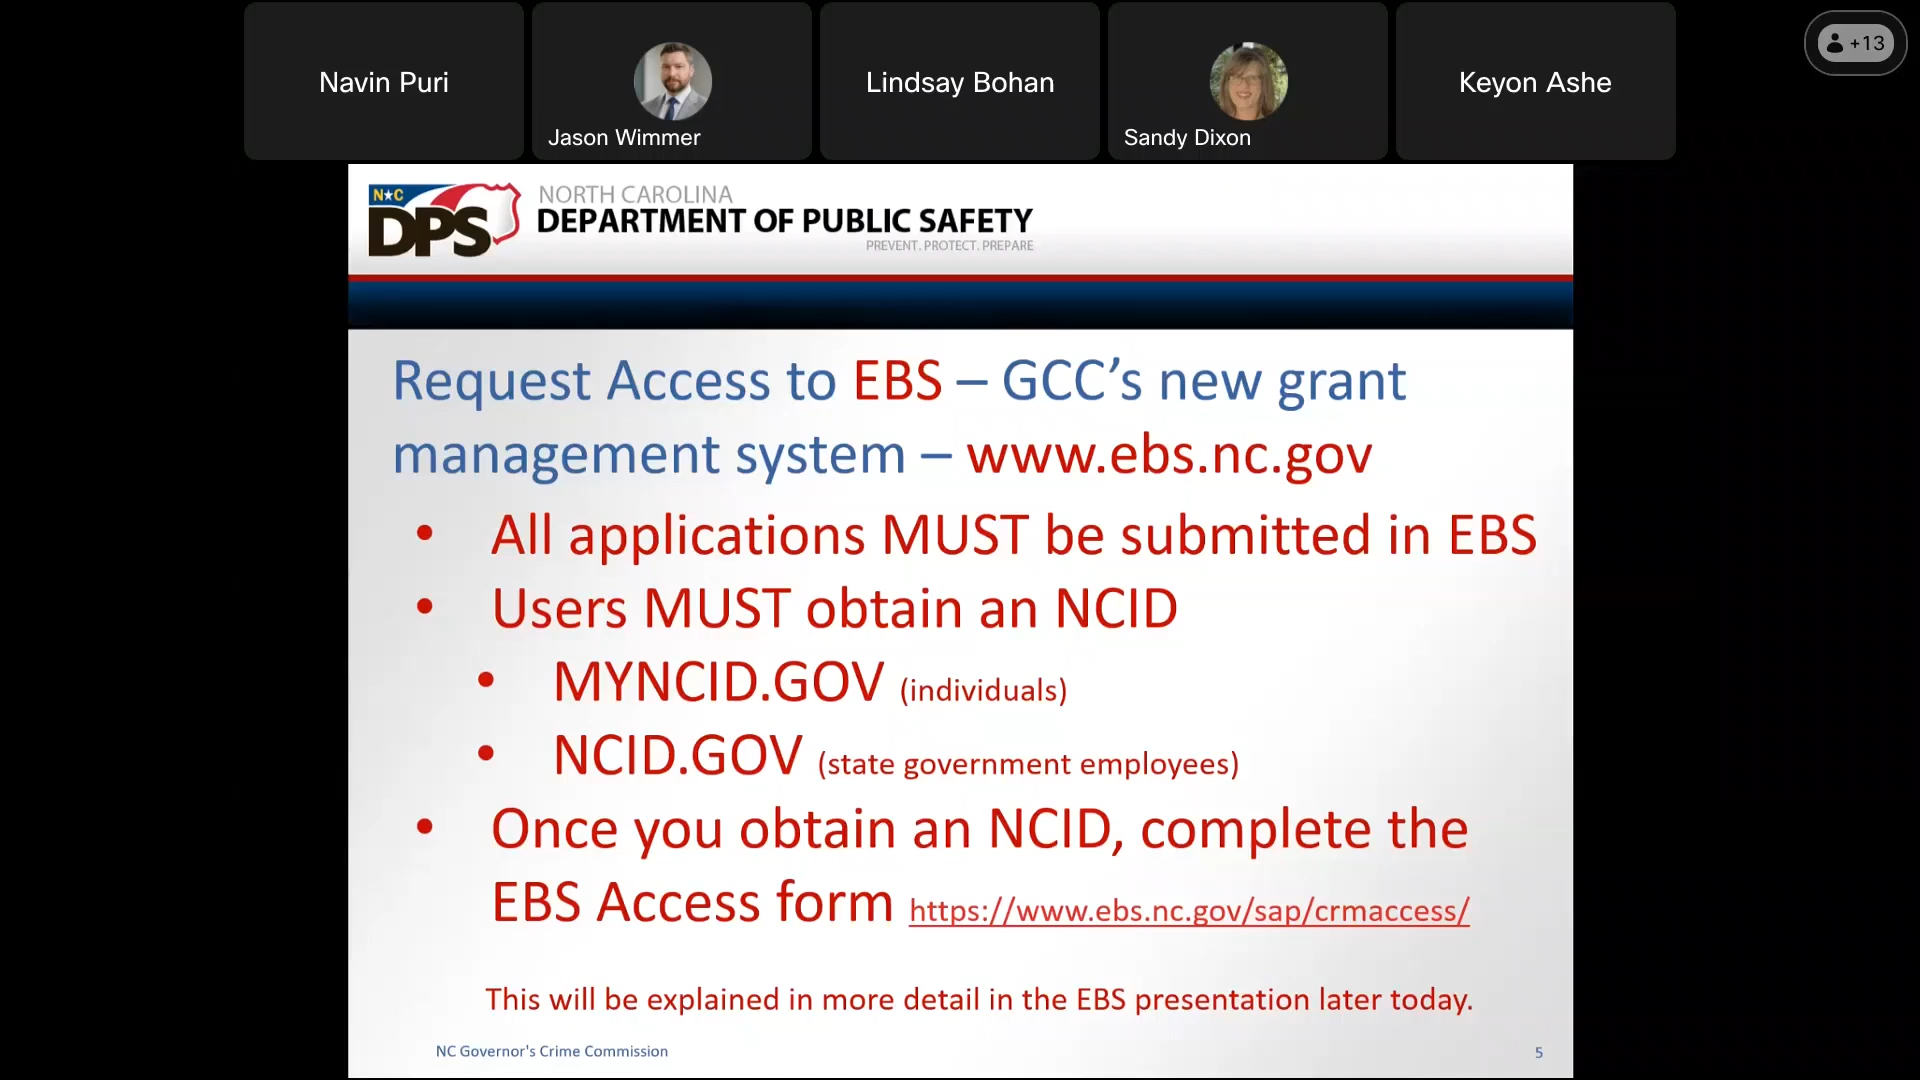 Navin Puri
Jason Wimmer
Lindsay Bohan
Sandy Dixon
Keyon Ashe
+13
N★C
DPS
NORTH CAROLINA
DEPARTMENT OF PUBLIC SAFETY
PREVENT. PROTECT. PREPARE
Request Access to EBS – GCC’s new grant
management system – www.ebs.nc.gov
• All applications MUST be submitted in EBS
• Users MUST obtain an NCID
• MYNCID.GOV (individuals)
• NCID.GOV (state government employees)
• Once you obtain an NCID, complete the
EBS Access form https://www.ebs.nc.gov/sap/crmaccess/
This will be explained in more detail in the EBS presentation later today.
NC Governor's Crime Commission
5